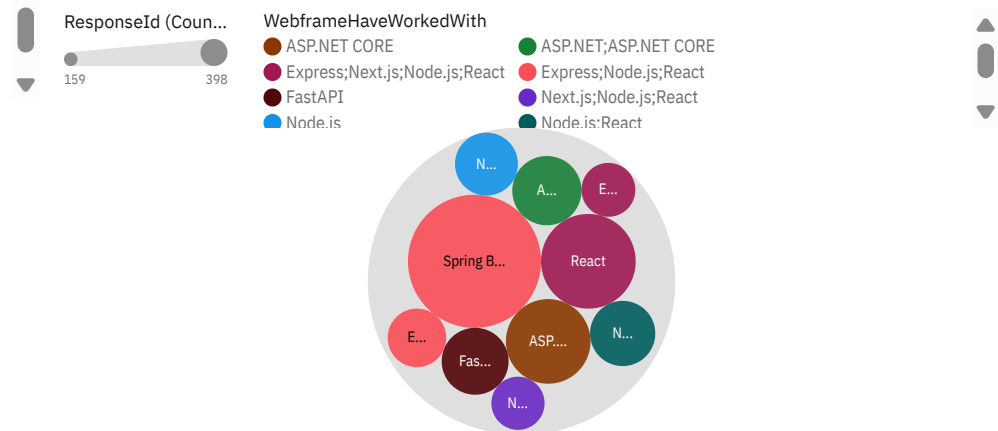 ResponseId (Coun...
159 398
WebframeHaveWorkedWith
ASP.NET CORE
ASP.NET;ASP.NET CORE
Express;Next.js;Node.js;React
Express;Node.js;React
FastAPI
Next.js;Node.js;React
Node.js
Node.js;React
N...
A...
E...
Spring B...
React
E...
Fas...
ASP....
N...
N...